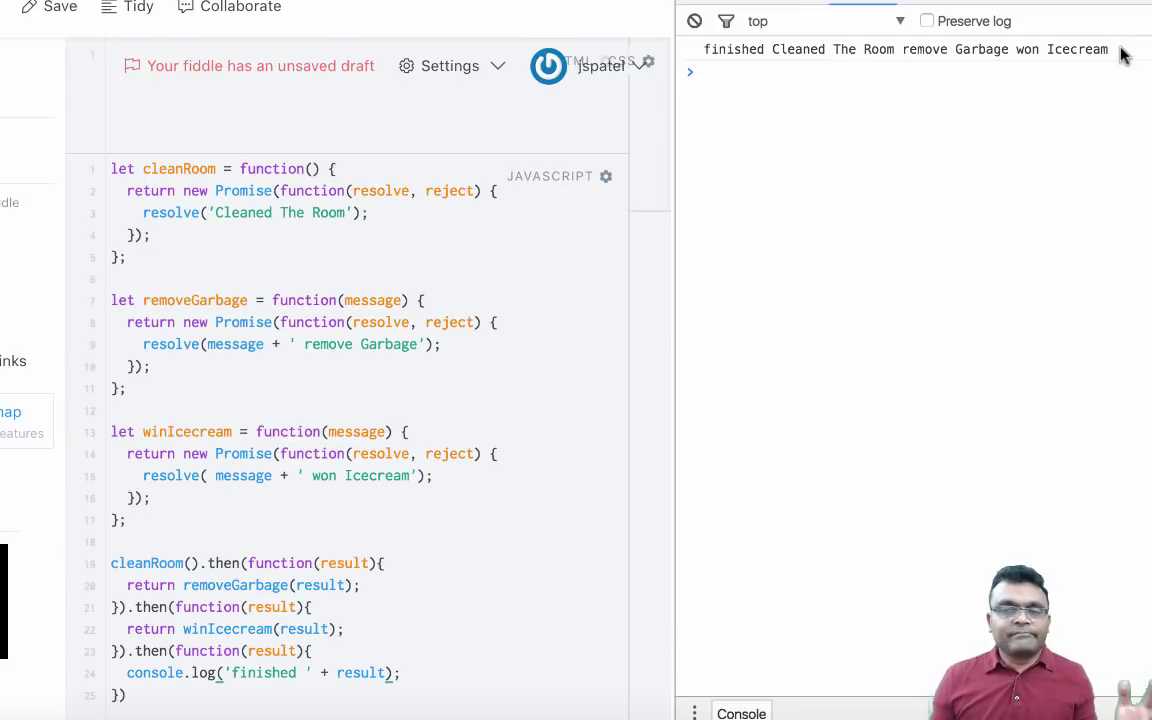 Save Tidy Collaborate
Your fiddle has an unsaved draft Settings jspatel
CSS
dle
inks
nap
eatures
JAVASCRIPT
1
1 let cleanRoom = function() {
2 return new Promise(function(resolve, reject) {
3 resolve('Cleaned The Room');
4 });
5 };
6
7 let removeGarbage = function(message) {
8 return new Promise(function(resolve, reject) {
9 resolve(message + ' remove Garbage');
10 });
11 };
12
13 let winIcecream = function(message) {
14 return new Promise(function(resolve, reject) {
15 resolve( message + ' won Icecream');
16 });
17 };
18
19 cleanRoom().then(function(result){
20 return removeGarbage(result);
21 }).then(function(result){
22 return winIcecream(result);
23 }).then(function(result){
24 console.log('finished ' + result);
25 })
top Preserve log
finished Cleaned The Room remove Garbage won Icecream
Console